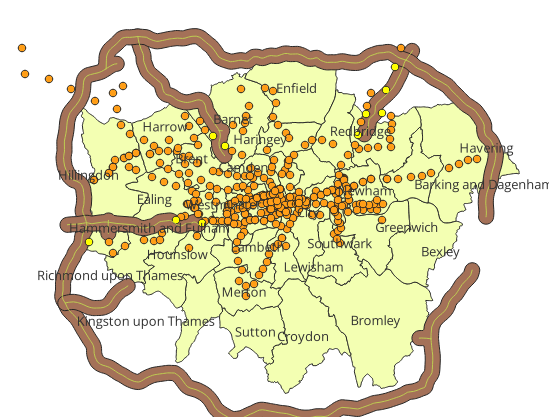 Enfield
Barnet
Harrow
Haringey
Redbridge
Havering
Brent
Camden
Hillingdon
Newham
Barking and Dagenham
Ealing
Westminster
City
Hammersmith and Fulham
Greenwich
Lambeth
Southwark
Hounslow
Bexley
Lewisham
Richmond upon Thames
Merton
Kingston upon Thames
Bromley
Sutton
Croydon